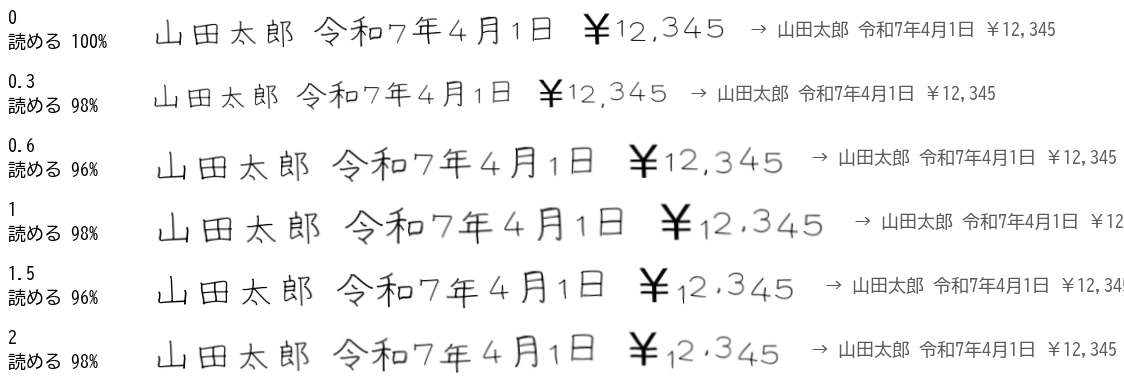 0
読める 100% 山田太郎 令和7年4月1日 ¥12,345 → 山田太郎 令和7年4月1日 ¥12,345
0.3
読める 98% 山田太郎 令和7年4月1日 ¥12,345 → 山田太郎 令和7年4月1日 ¥12,345
0.6
読める 96% 山田太郎 令和7年4月1日 ¥12,345 → 山田太郎 令和7年4月1日 ¥12,345
1
読める 98% 山田太郎 令和7年4月1日 ¥12,345 → 山田太郎 令和7年4月1日 ¥12
1.5
読める 96% 山田太郎 令和7年4月1日 ¥12,345 → 山田太郎 令和7年4月1日 ¥12,345
2
読める 98% 山田太郎 令和7年4月1日 ¥12,345 → 山田太郎 令和7年4月1日 ¥12,345